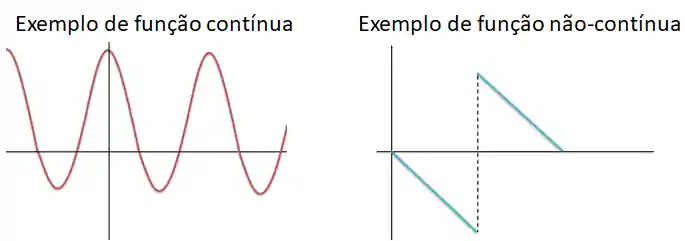 Exemplo de função contínua
Exemplo de função não-contínua